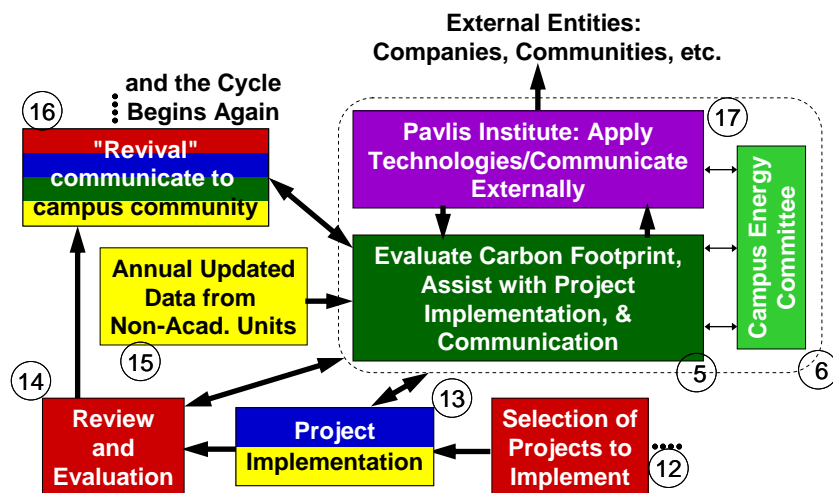 External Entities:
Companies, Communities, etc.
and the Cycle
Begins Again
16
"Revival"
communicate to
campus community
17
Pavlis Institute: Apply
Technologies/Communicate
Externally
Campus Energy
Committee
Annual Updated
Data from
Non-Acad. Units
15
Evaluate Carbon Footprint,
Assist with Project
Implementation, &
Communication
5
6
14
Review
and
Evaluation
13
Project
Implementation
Selection of
Projects to
Implement
12